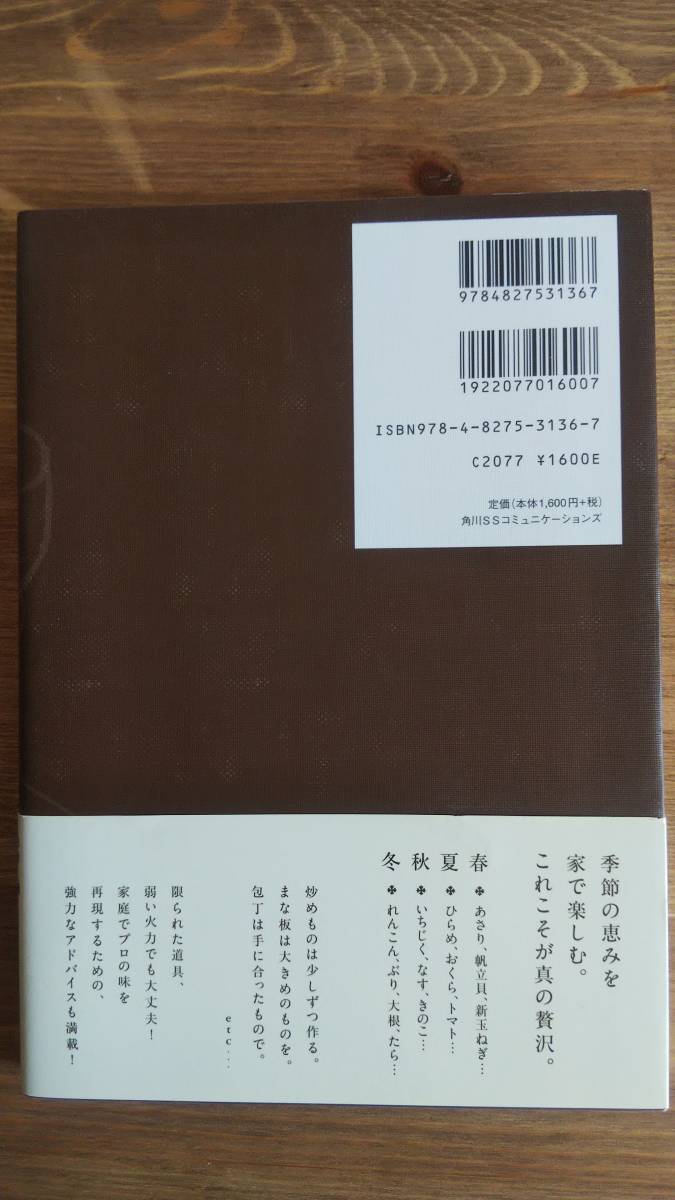 9784827531367
1922077016007
ISBN978-4-8275-3136-7
C2077 ¥1600E
定価(本体1,600円+税)
角川SSコミュニケーションズ
季節の恵みを
家で楽しむ。
これこそが真の贅沢。
春✤あさり、帆立貝、新玉ねぎ…
夏✤ひらめ、おくら、トマト…
秋✤いちじく、なす、きのこ…
冬✤れんこん、ぶり、大根、たら…
炒めものは少しずつ作る。
まな板は大きめのものを。
包丁は手に合ったもので。
etc…
限られた道具、
弱い火力でも大丈夫!
家庭でプロの味を
再現するための、
強力なアドバイスも満載!